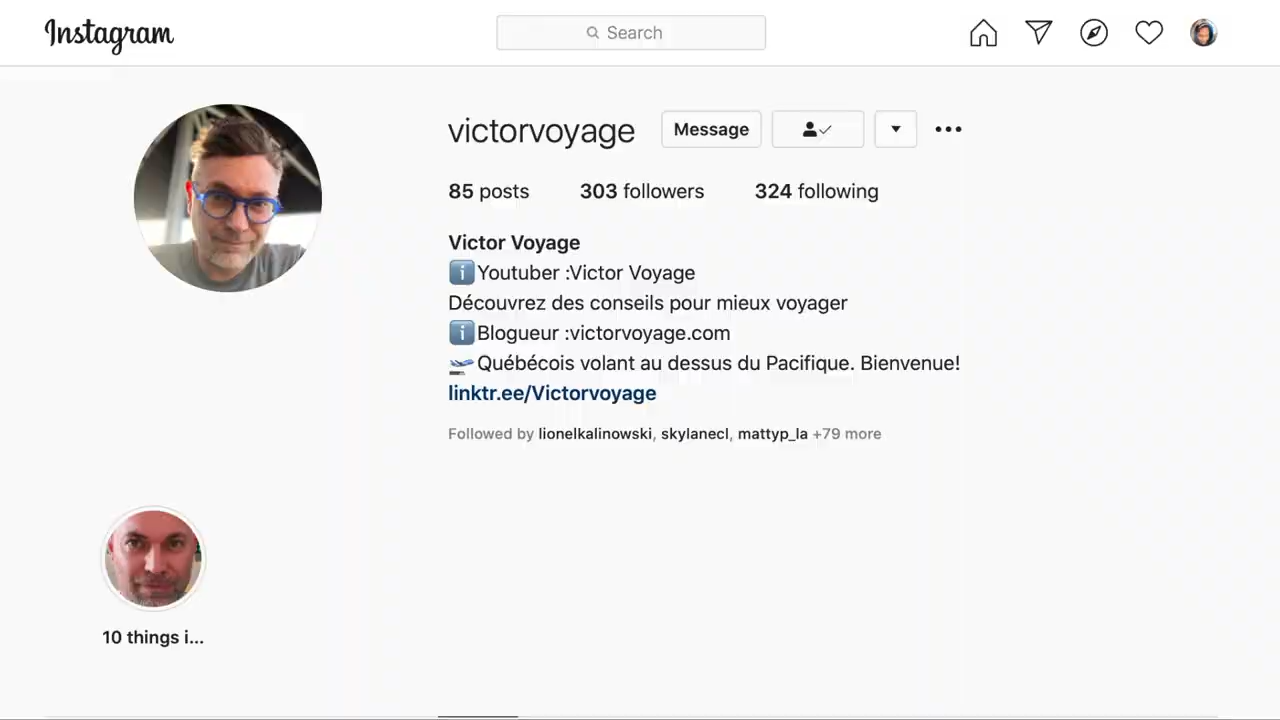 Instagram
Search
victorvoyage
Message
85 posts 303 followers 324 following
Victor Voyage
ℹ️Youtuber :Victor Voyage
Découvrez des conseils pour mieux voyager
ℹ️Blogueur :victorvoyage.com
🛫Québécois volant au dessus du Pacifique. Bienvenue!
linktr.ee/Victorvoyage
Followed by lionelkalinowski, skylanecl, mattyp_la +79 more
10 things i...